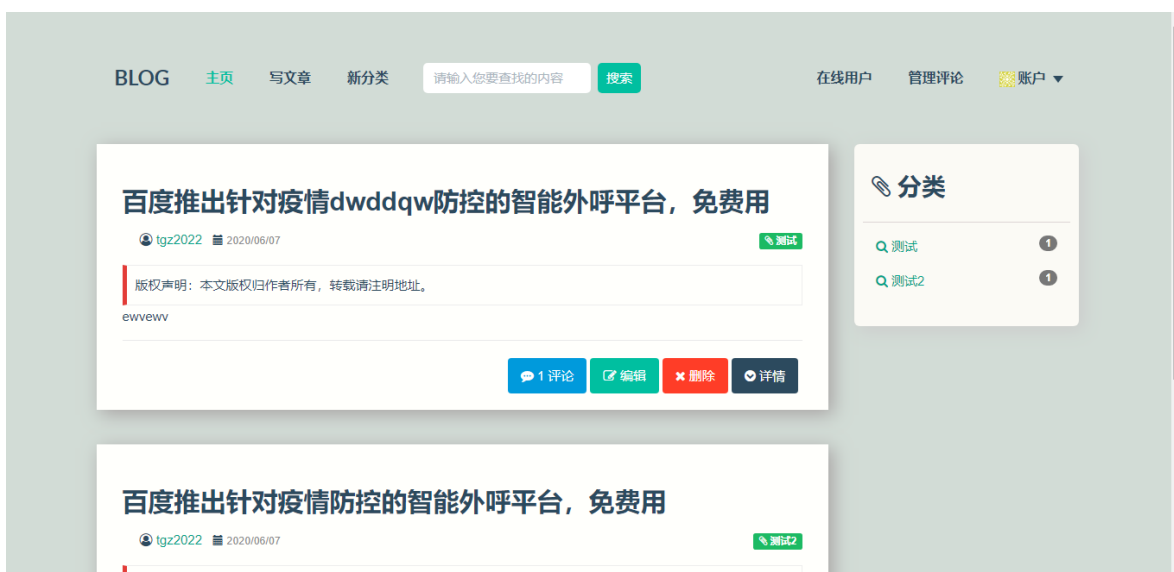 BLOG 主页 写文章 新分类 请输入您要查找的内容 搜索 在线用户 管理评论 账户
百度推出针对疫情dwddqw防控的智能外呼平台，免费用
tgz2022 2020/06/07 测试
版权声明：本文版权归作者所有，转载请注明地址。
ewvewv
1 评论 编辑 删除 详情
分类
测试 1
测试2 1
百度推出针对疫情防控的智能外呼平台，免费用
tgz2022 2020/06/07 测试2